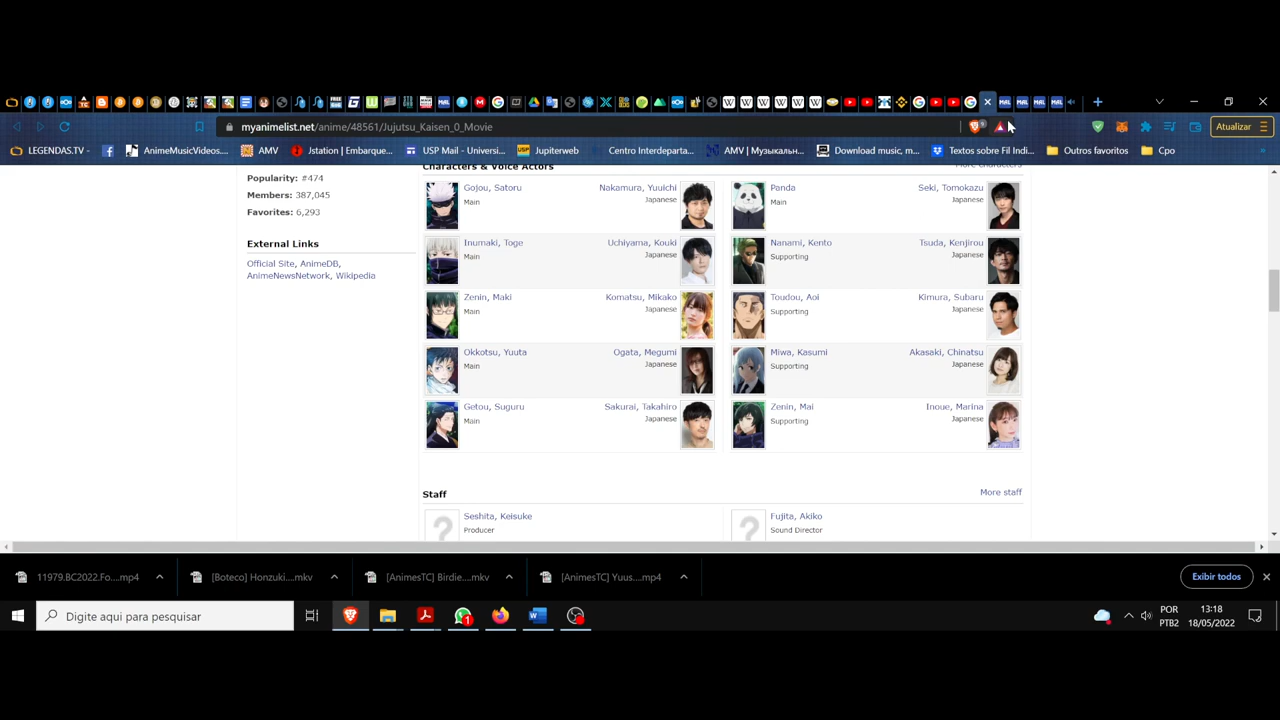 myanimelist.net/anime/48561/Jujutsu_Kaisen_0_Movie
Atualizar
LEGENDAS.TV -
AnimeMusicVideos...
AMV
Jstation | Embarque...
USP Mail - Universi...
Jupiterweb
Centro Interdeparta...
AMV | Музыкальн...
Download music, m...
Textos sobre Fil Indi...
Outros favoritos
Cpo
Characters & Voice Actors
More characters
Popularity: #474
Members: 387,045
Favorites: 6,293
External Links
Official Site, AnimeDB,
AnimeNewsNetwork, Wikipedia
Gojou, Satoru
Main
Nakamura, Yuuichi
Japanese
Panda
Main
Seki, Tomokazu
Japanese
Inumaki, Toge
Main
Uchiyama, Kouki
Japanese
Nanami, Kento
Supporting
Tsuda, Kenjirou
Japanese
Zenin, Maki
Main
Komatsu, Mikako
Japanese
Toudou, Aoi
Supporting
Kimura, Subaru
Japanese
Okkotsu, Yuuta
Main
Ogata, Megumi
Japanese
Miwa, Kasumi
Supporting
Akasaki, Chinatsu
Japanese
Getou, Suguru
Main
Sakurai, Takahiro
Japanese
Zenin, Mai
Supporting
Inoue, Marina
Japanese
Staff
More staff
Seshita, Keisuke
Producer
Fujita, Akiko
Sound Director
11979.BC2022.Fo....mp4
[Boteco] Honzuki....mkv
[AnimesTC] Birdie....mkv
[AnimesTC] Yuus....mp4
Exibir todos
Digite aqui para pesquisar
POR
PTB2
13:18
18/05/2022